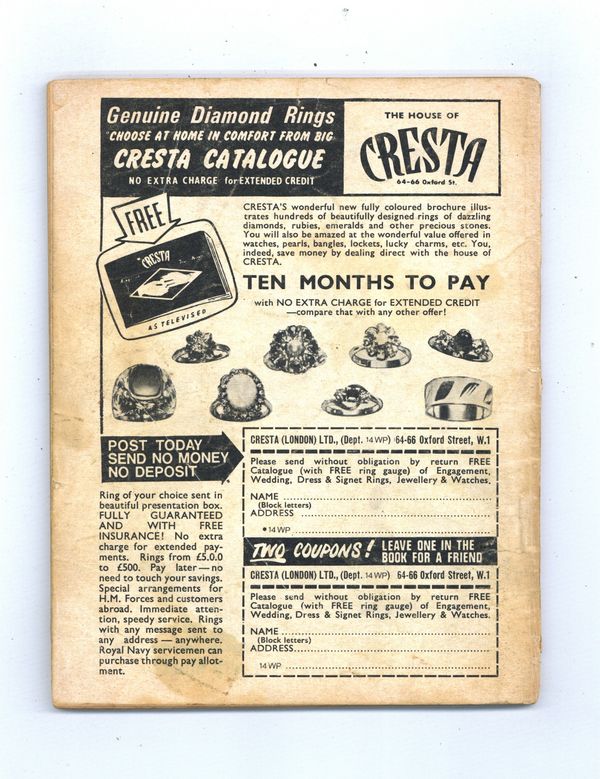 Genuine Diamond Rings
CHOOSE AT HOME IN COMFORT FROM BIG
CRESTA CATALOGUE
NO EXTRA CHARGE for EXTENDED CREDIT
THE HOUSE OF
CRESTA
64-66 Oxford St.
FREE
CRESTA
AS TELEVISED
CRESTA'S wonderful new fully coloured brochure illus-
trates hundreds of beautifully designed rings of dazzling
diamonds, rubies, emeralds and other precious stones.
You will also be amazed at the wonderful value offered in
watches, pearls, bangles, lockets, lucky charms, etc. You,
indeed, save money by dealing direct with the house of
CRESTA.
TEN MONTHS TO PAY
with NO EXTRA CHARGE for EXTENDED CREDIT
—compare that with any other offer!
POST TODAY
SEND NO MONEY
NO DEPOSIT
Ring of your choice sent in
beautiful presentation box.
FULLY GUARANTEED
AND WITH FREE
INSURANCE! No extra
charge for extended pay-
ments. Rings from £5.0.0
to £500. Pay later—no
need to touch your savings.
Special arrangements for
H.M. Forces and customers
abroad. Immediate atten-
tion, speedy service. Rings
with any message sent to
any address — anywhere.
Royal Navy servicemen can
purchase through pay allot-
ment.
CRESTA (LONDON) LTD., (Dept. 14WP) 64-66 Oxford Street, W.1
Please send without obligation by return FREE
Catalogue (with FREE ring gauge) of Engagement,
Wedding, Dress & Signet Rings, Jewellery & Watches.
NAME
(Block letters)
ADDRESS
•14WP
TWO COUPONS! LEAVE ONE IN THE
BOOK FOR A FRIEND
CRESTA (LONDON) LTD., (Dept. 14WP) 64-66 Oxford Street, W.1
Please send without obligation by return FREE
Catalogue (with FREE ring gauge) of Engagement,
Wedding, Dress & Signet Rings, Jewellery & Watches.
NAME
(Block letters)
ADDRESS
14WP